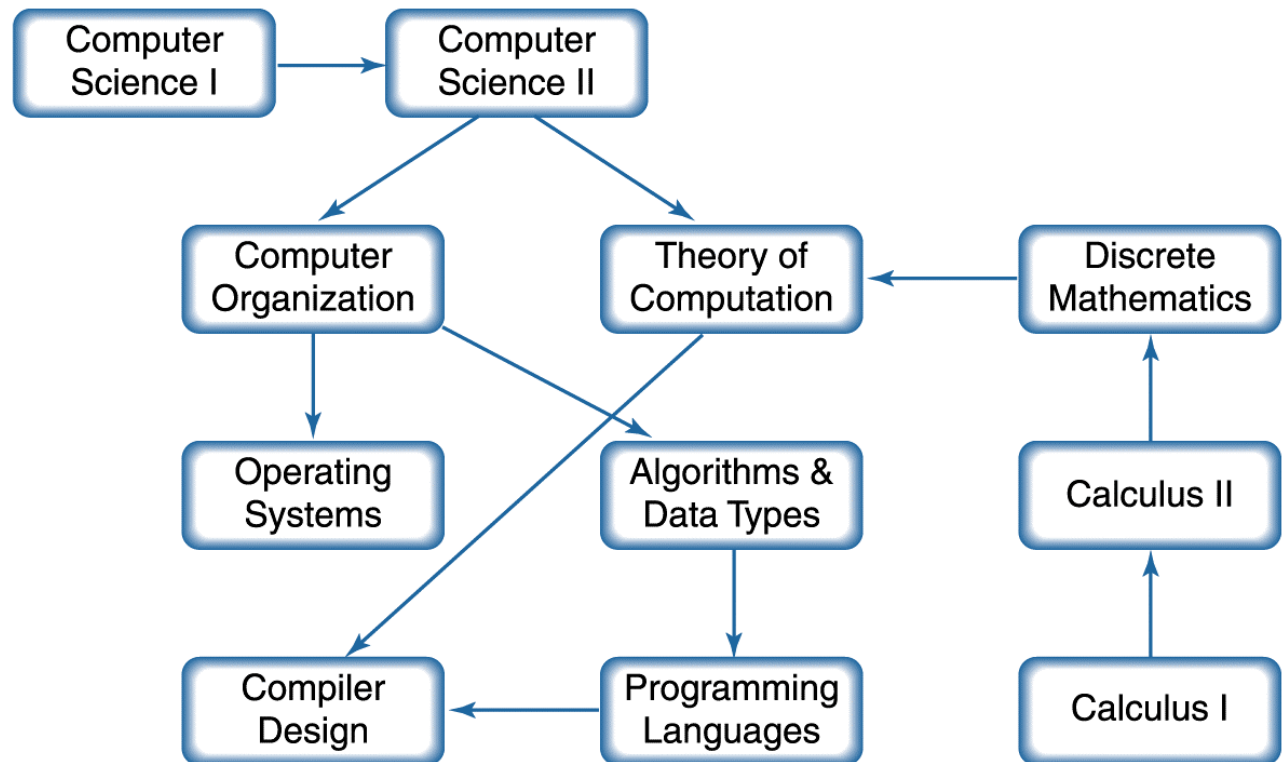 Computer
Science I
Computer
Science II
Computer
Organization
Theory of
Computation
Discrete
Mathematics
Operating
Systems
Algorithms &
Data Types
Calculus II
Compiler
Design
Programming
Languages
Calculus I